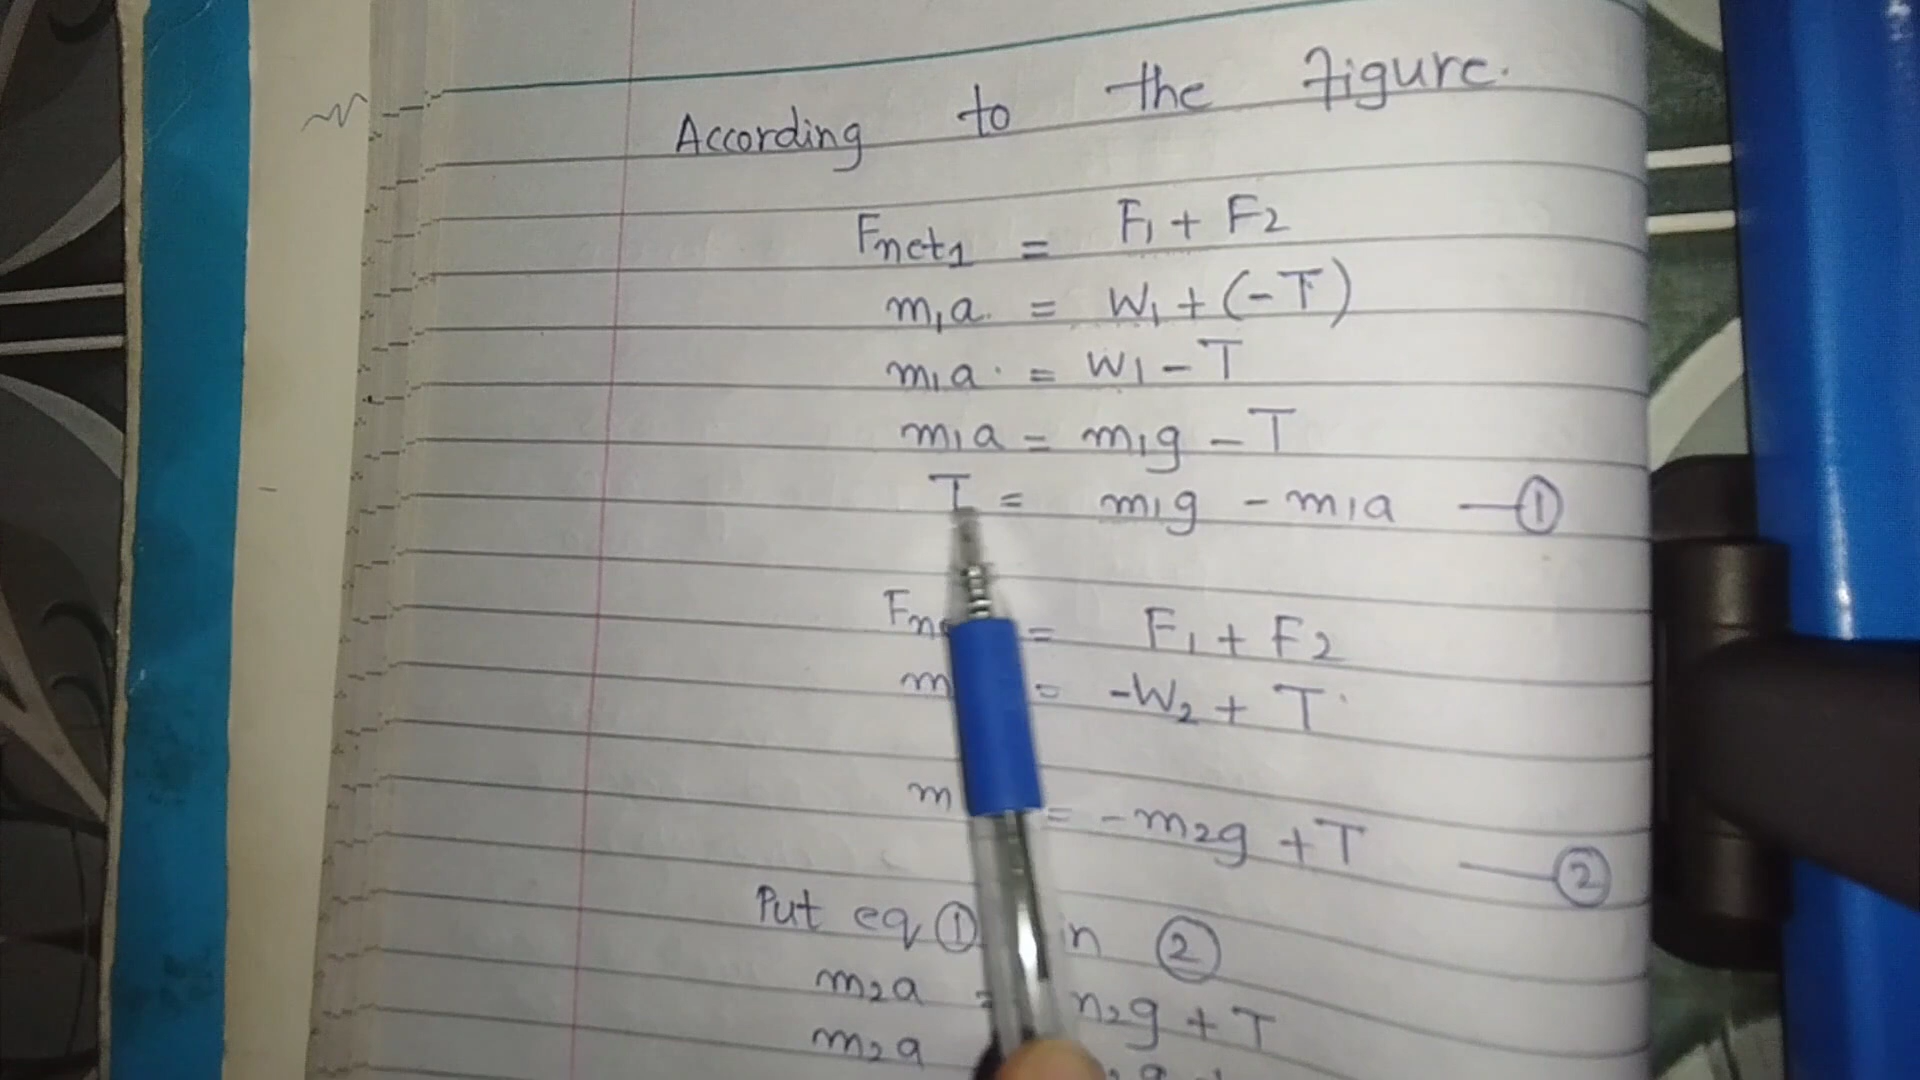 According to the figure.
Fnet1 = F1 + F2
m1a = W1 + (-T)
m1a = W1 - T
m1a = m1g - T
T = m1g - m1a — ①
= F1 + F2
m = -W2 + T
m = -m2g + T — ②
Put eq ① in ②
m2a = m2g + T
m2a